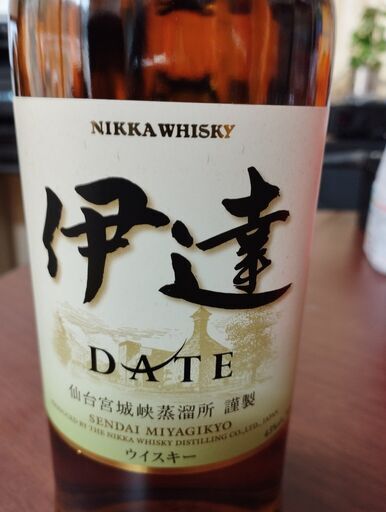 NIKKA WHISKY
伊達
DATE
仙台宮城峡蒸溜所 謹製
SENDAI MIYAGIKYO
PRODUCED BY THE NIKKA WHISKY DISTILLING CO., LTD., JAPAN
ウイスキー